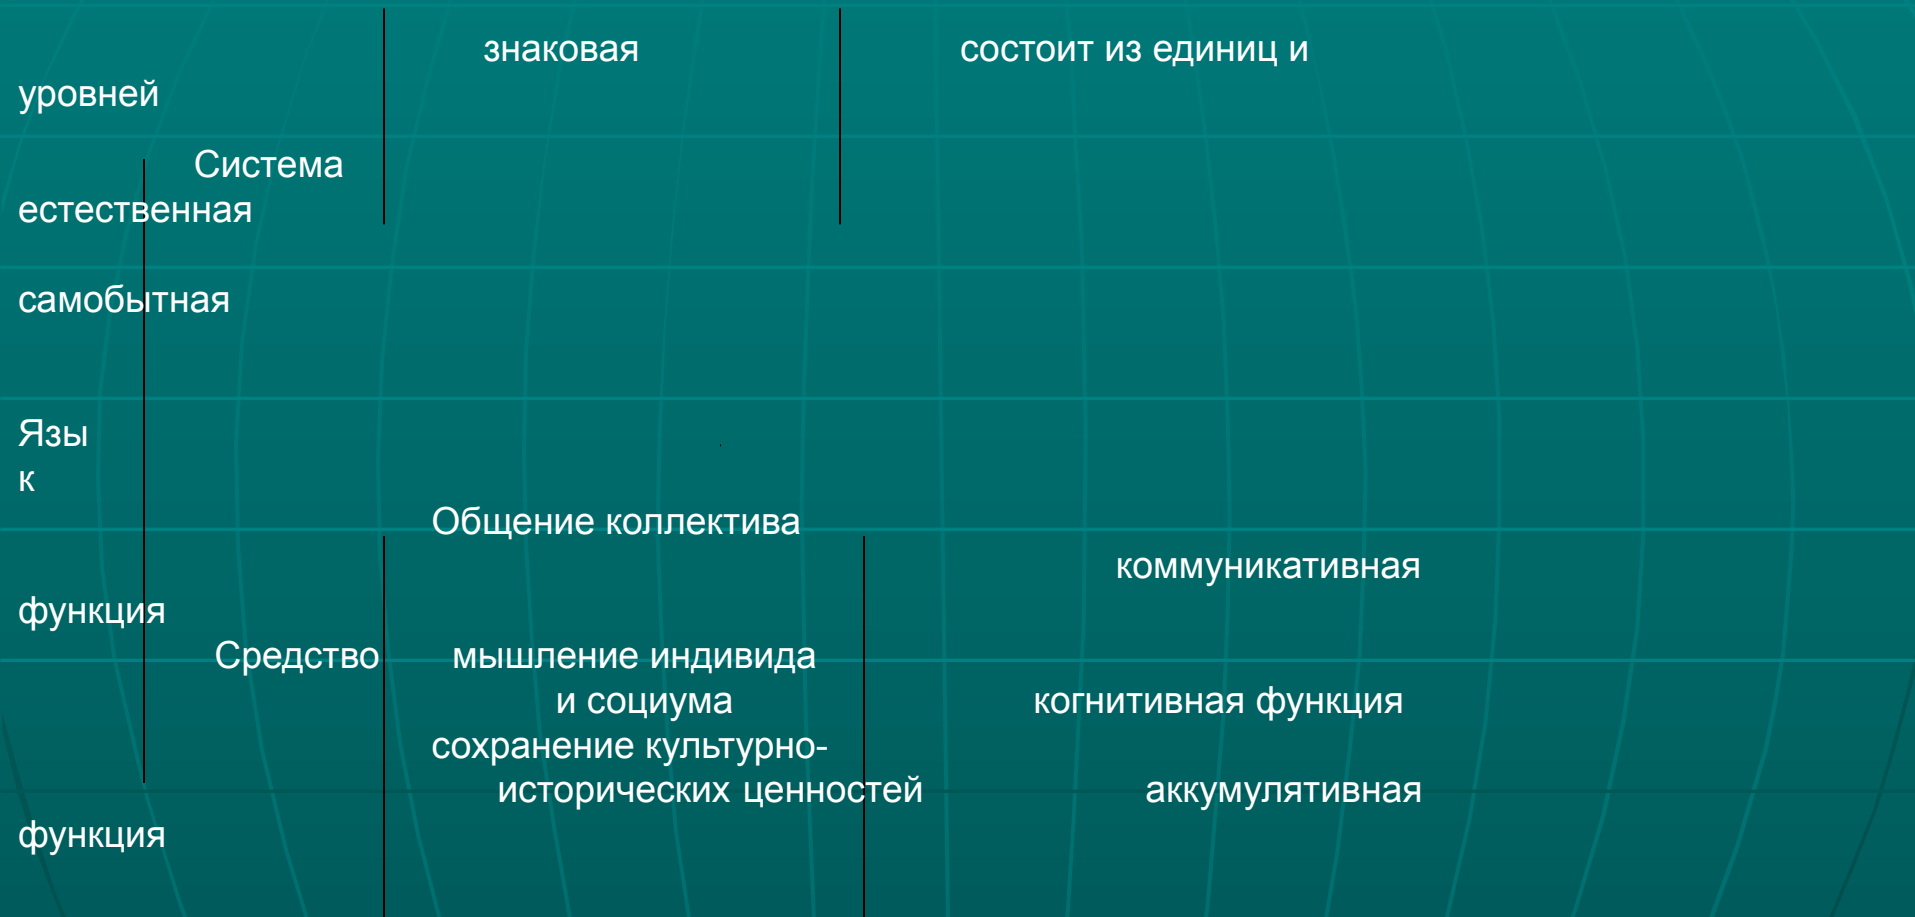 знаковая состоит из единиц и
уровней
Система
естественная
самобытная
Язы
к
Общение коллектива
коммуникативная
функция
Средство мышление индивида
и социума когнитивная функция
сохранение культурно-
исторических ценностей аккумулятивная
функция